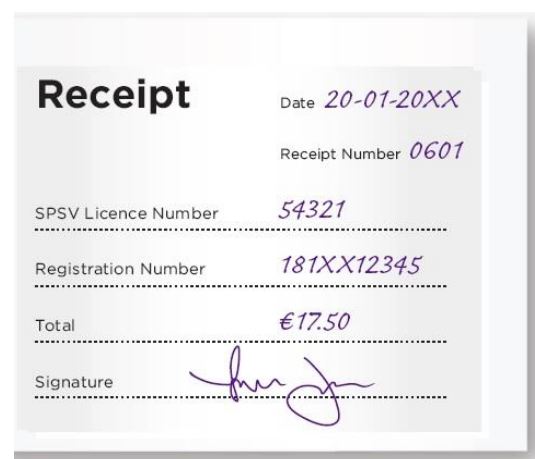 Receipt
Date 20-01-20XX
Receipt Number 0601
SPSV Licence Number 54321
Registration Number 181XX12345
Total €17.50
Signature